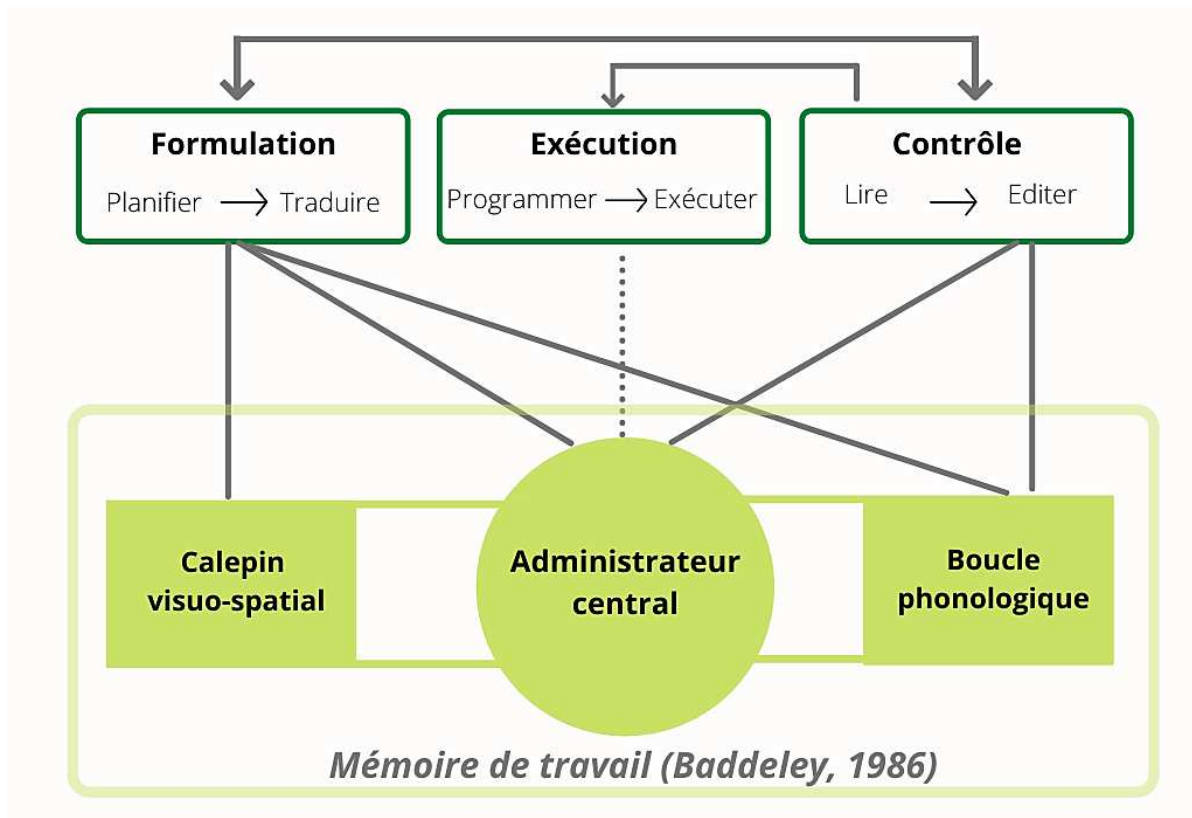 Formulation
Planifier → Traduire
Exécution
Programmer → Exécuter
Contrôle
Lire → Editer
Calepin
visuo-spatial
Administrateur
central
Boucle
phonologique
Mémoire de travail (Baddeley, 1986)